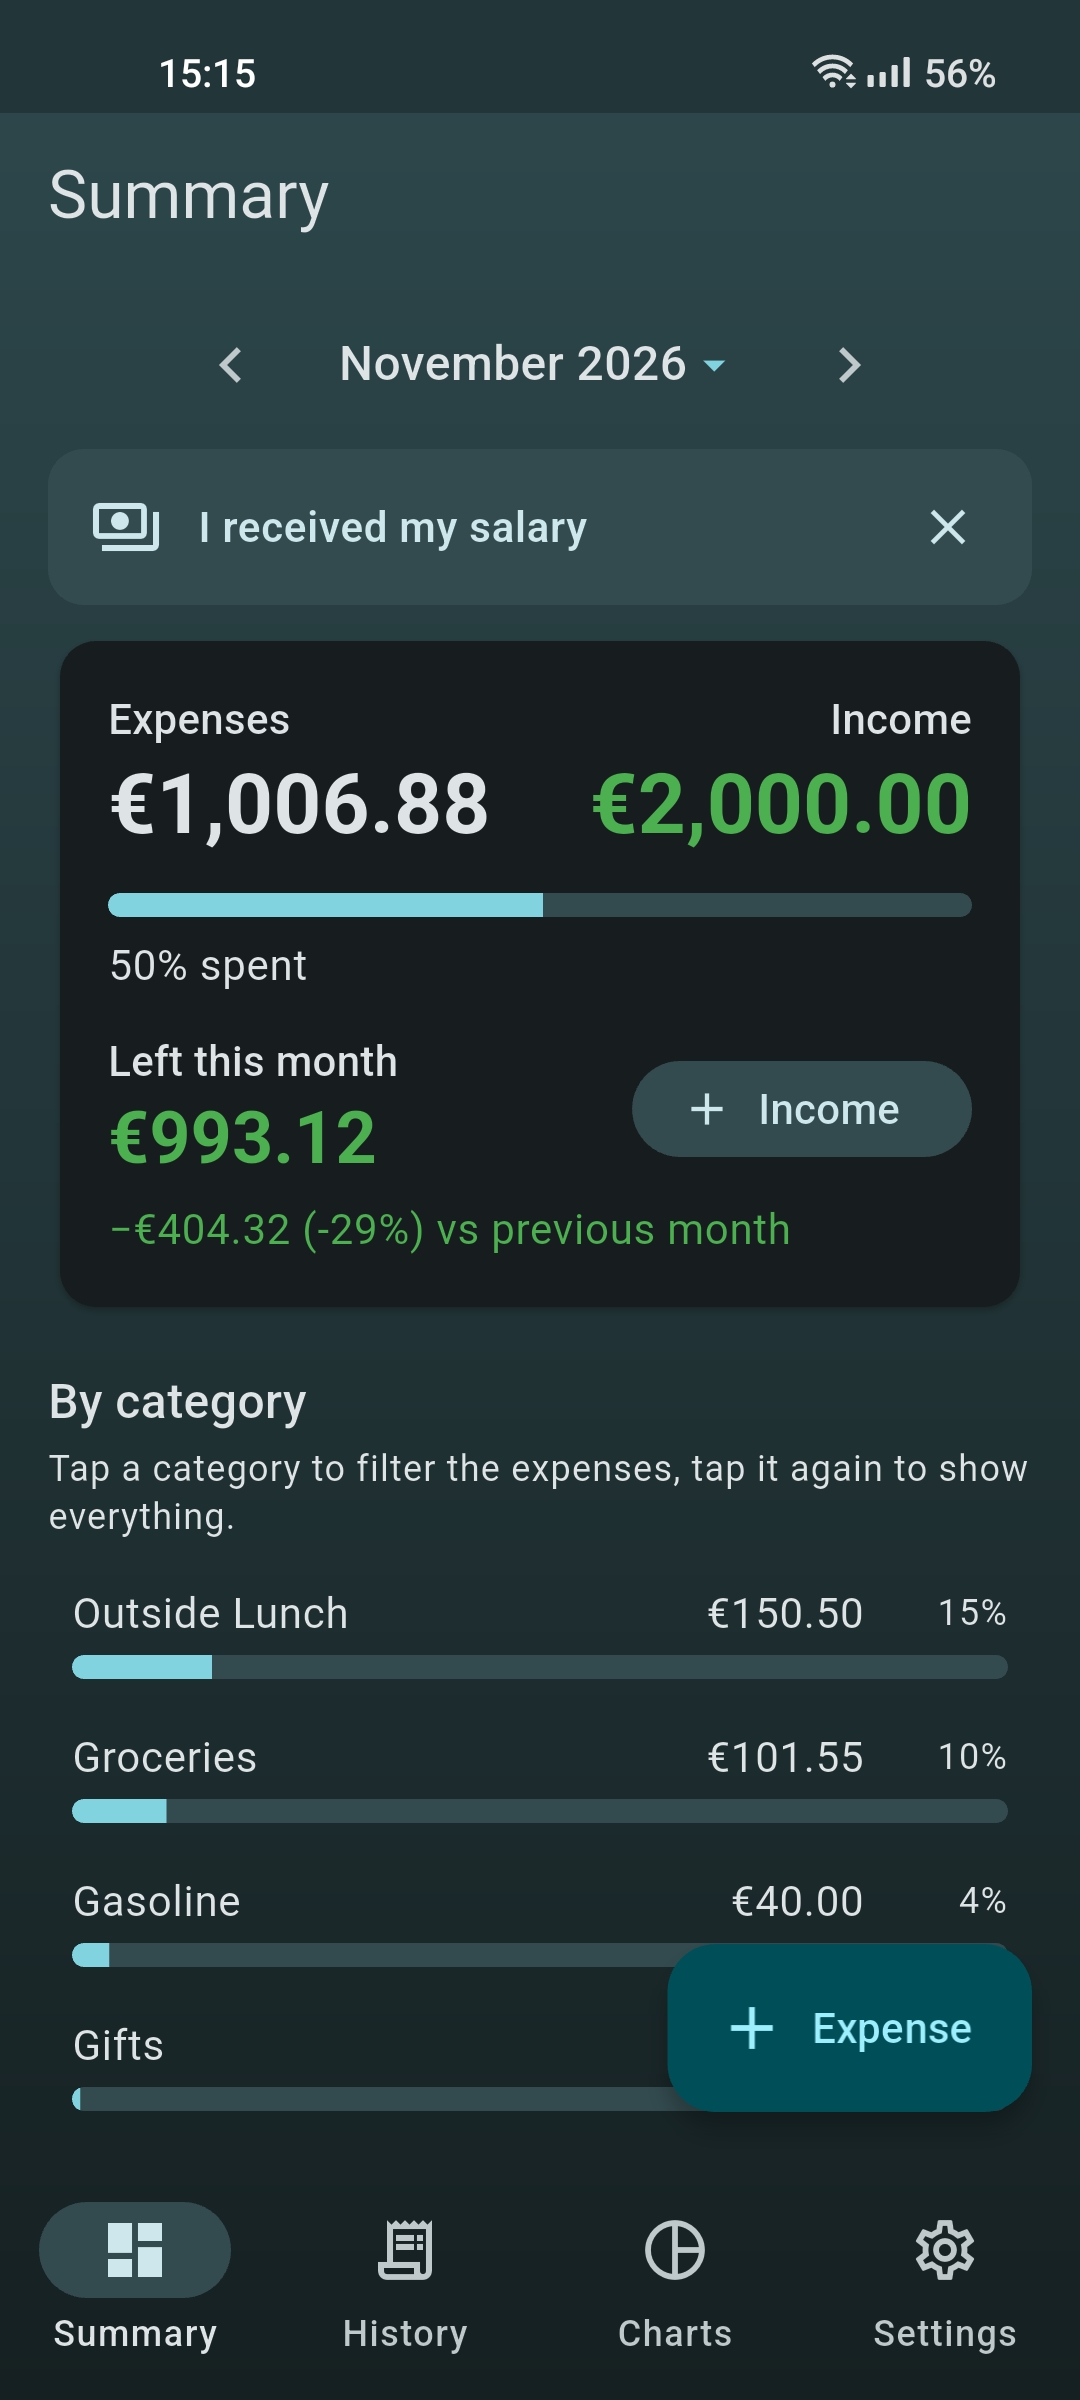 15:15
56%
Summary
November 2026
I received my salary
Expenses
Income
€1,006.88
€2,000.00
50% spent
Left this month
€993.12
+ Income
−€404.32 (-29%) vs previous month
By category
Tap a category to filter the expenses, tap it again to show
everything.
Outside Lunch €150.50 15%
Groceries €101.55 10%
Gasoline €40.00 4%
Gifts
+ Expense
Summary
History
Charts
Settings